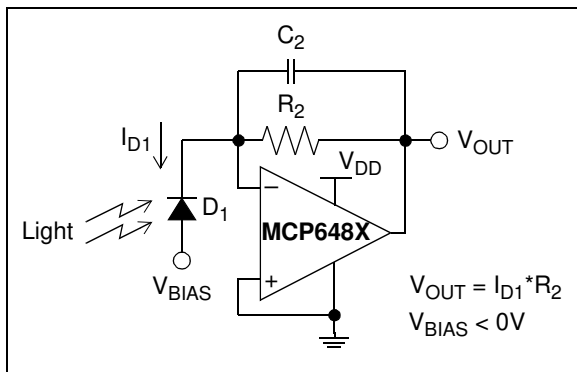 C2
R2
ID1
VDD
VOUT
−
D1
Light
MCP648X
VBIAS
+
VOUT = ID1*R2
VBIAS < 0V